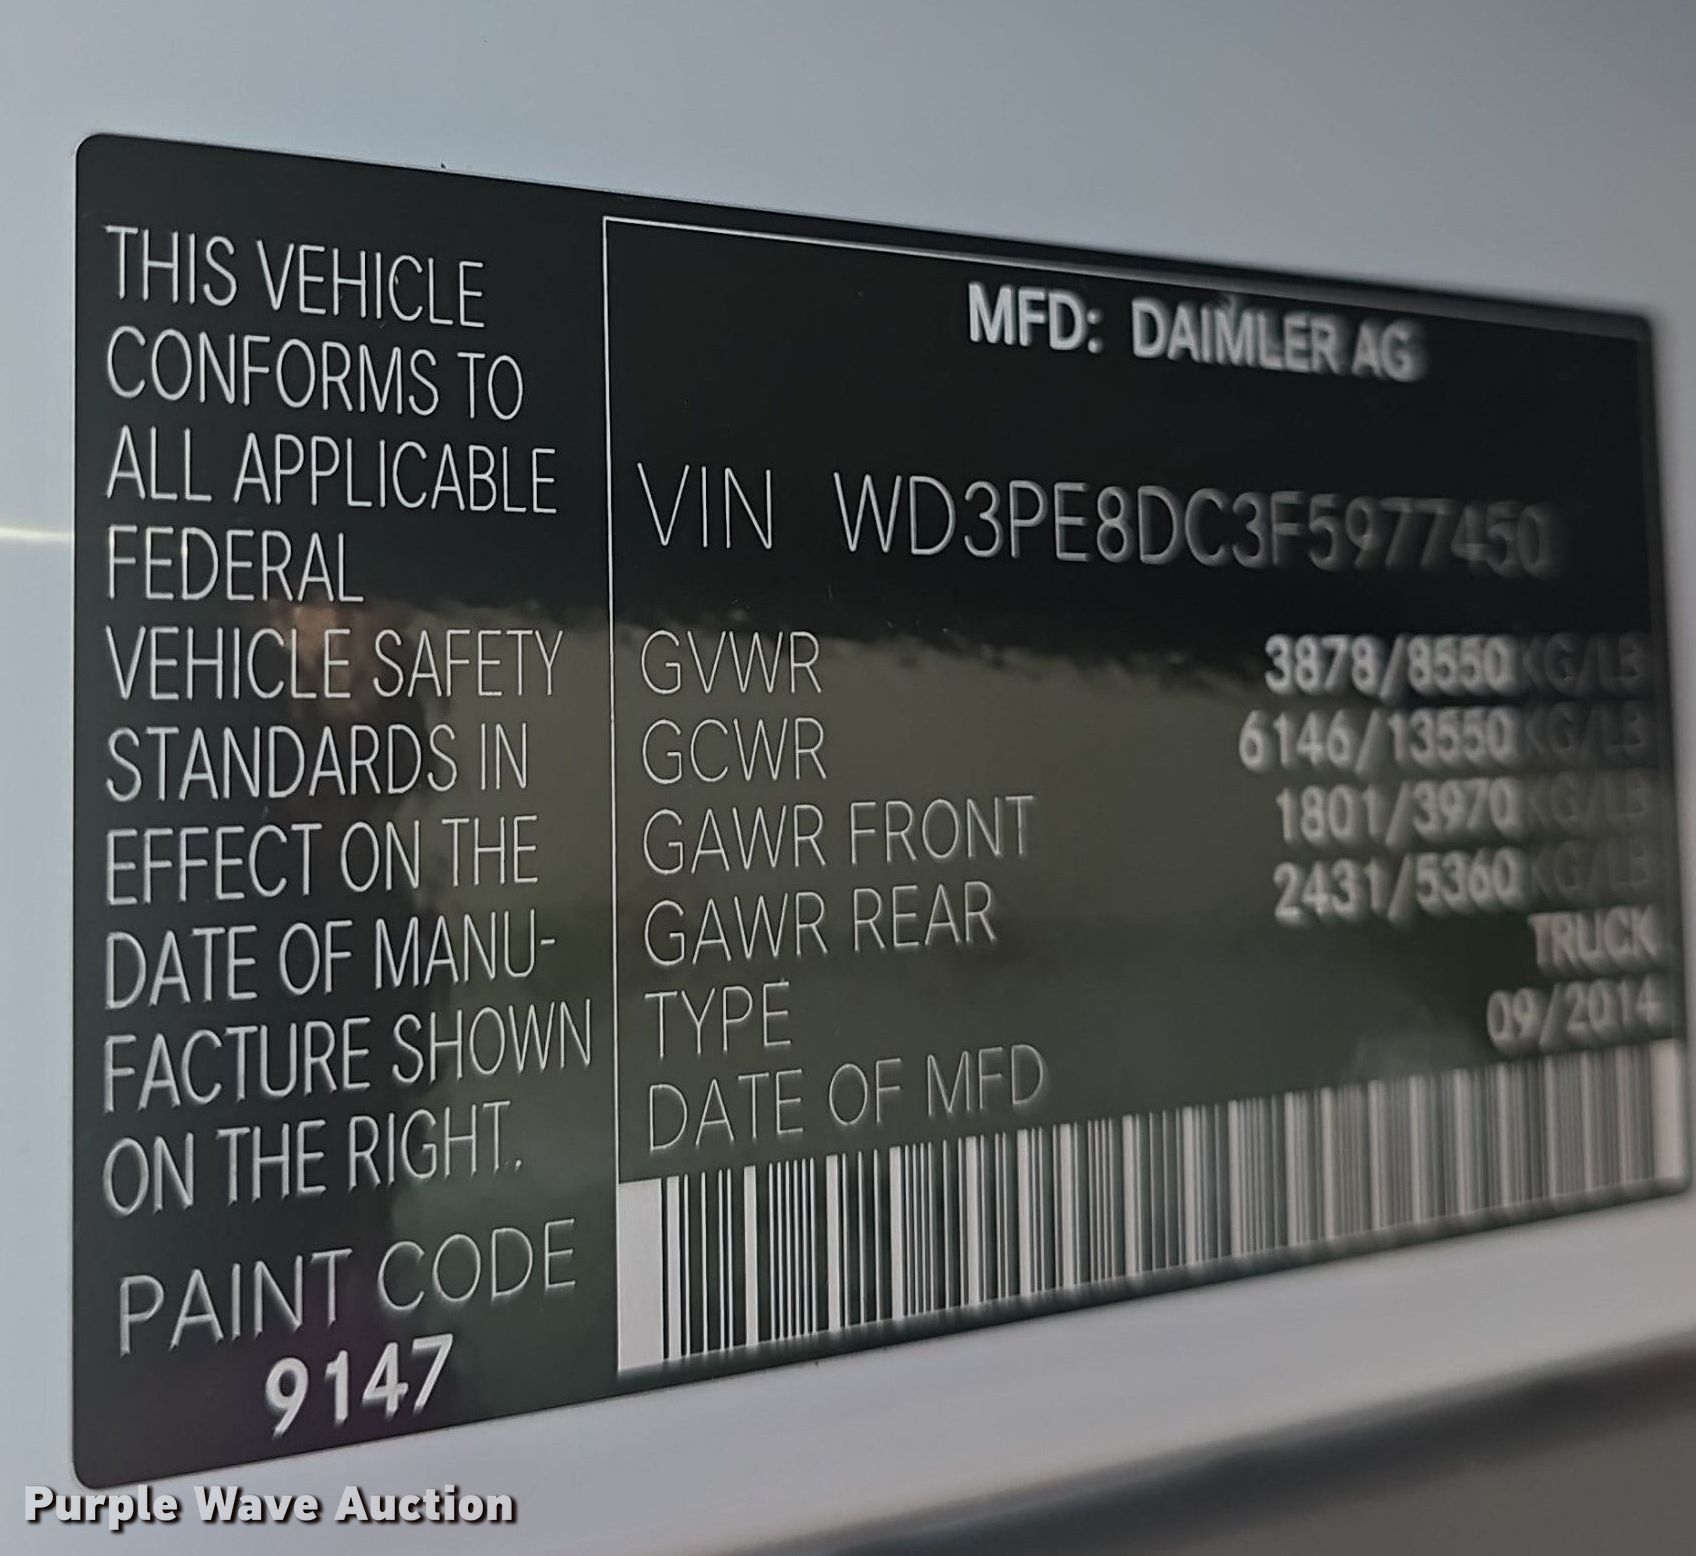 THIS VEHICLE
CONFORMS TO
ALL APPLICABLE
FEDERAL
VEHICLE SAFETY
STANDARDS IN
EFFECT ON THE
DATE OF MANU-
FACTURE SHOWN
ON THE RIGHT.
PAINT CODE
9147
MFD: DAIMLER AG
VIN WD3PE8DC3F5977450
GVWR 3878/8550 KG/LB
GCWR 6146/13550 KG/LB
GAWR FRONT 1801/3970 KG/LB
GAWR REAR 2431/5360 KG/LB
TYPE TRUCK
DATE OF MFD 09/2014
Purple Wave Auction